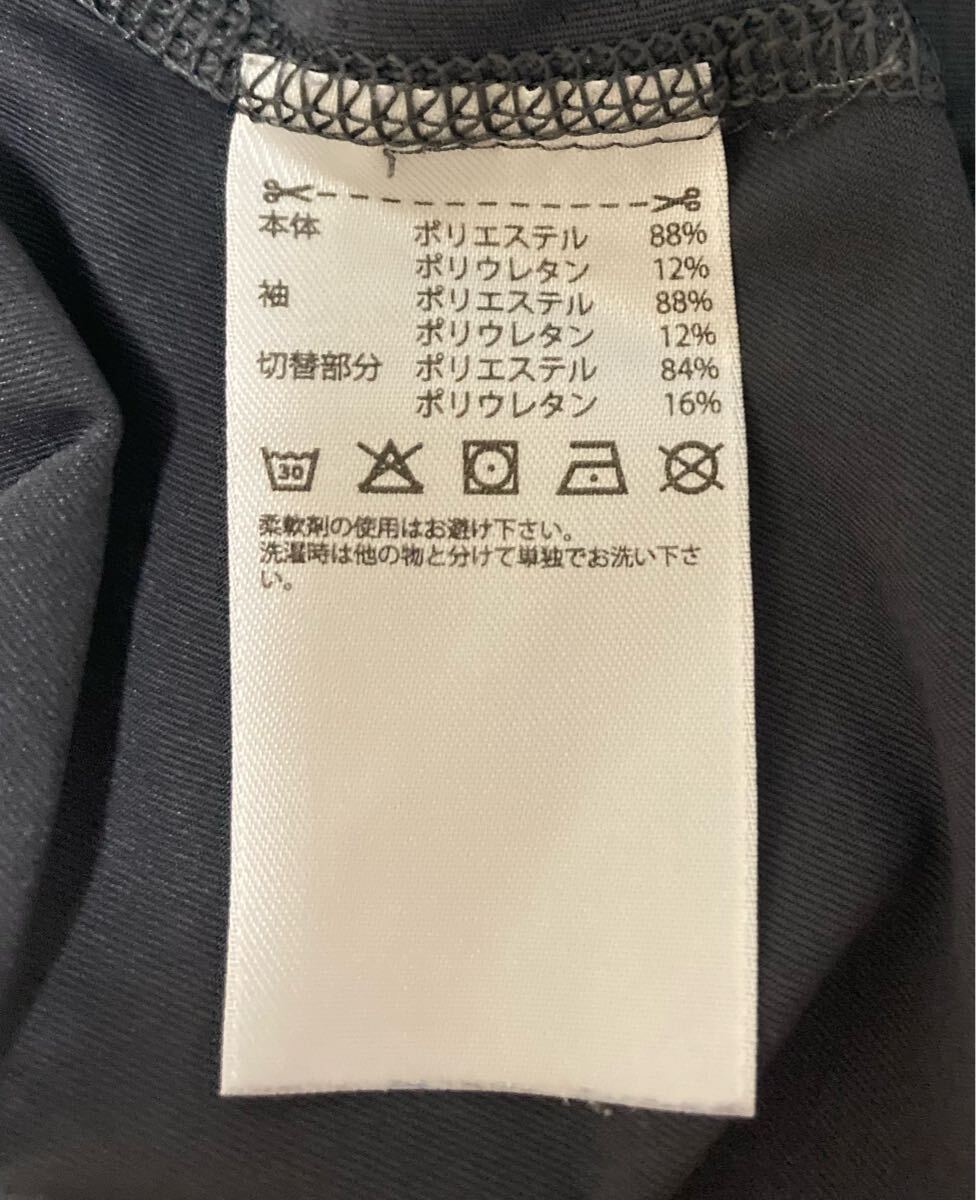 本体 ポリエステル 88%
ポリウレタン 12%
袖 ポリエステル 88%
ポリウレタン 12%
切替部分 ポリエステル 84%
ポリウレタン 16%
30
柔軟剤の使用はお避け下さい。
洗濯時は他の物と分けて単独でお洗い下さ
い。